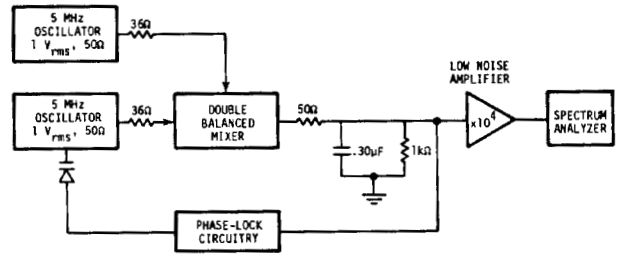 5 MHz
OSCILLATOR
1 Vrms, 50Ω
36Ω
5 MHz
OSCILLATOR
1 Vrms, 50Ω
36Ω
DOUBLE
BALANCED
MIXER
50Ω
.30µF
1kΩ
LOW NOISE
AMPLIFIER
x10⁴
SPECTRUM
ANALYZER
PHASE-LOCK
CIRCUITRY